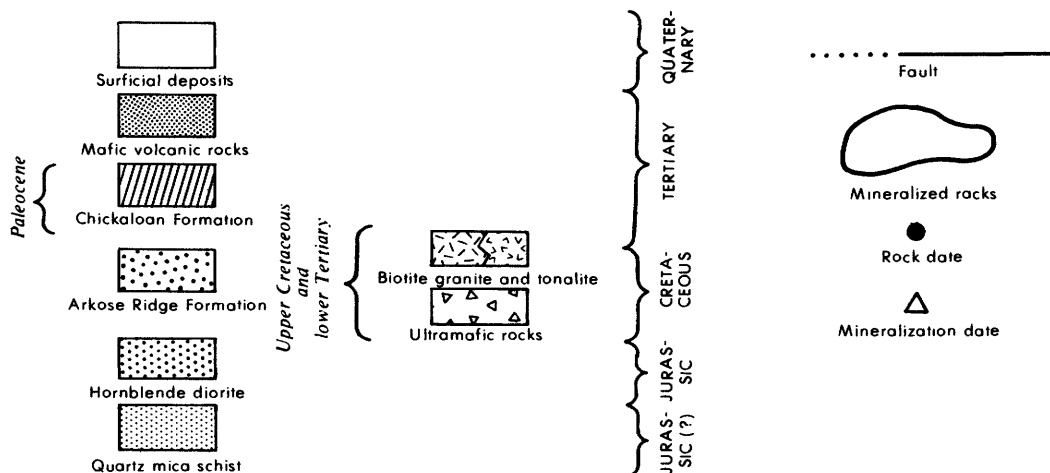 Surficial deposits
Mafic volcanic rocks
Paleocene
Chickaloan Formation
Arkose Ridge Formation
Hornblende diorite
Quartz mica schist
Upper Cretaceous
and
lower Tertiary
Biotite granite and tonalite
Ultramafic rocks
QUATER-
NARY
TERTIARY
CRETA-
CEOUS
JURAS-
SIC
JURAS-
SIC (?)
Fault
Mineralized racks
Rock date
Mineralization date